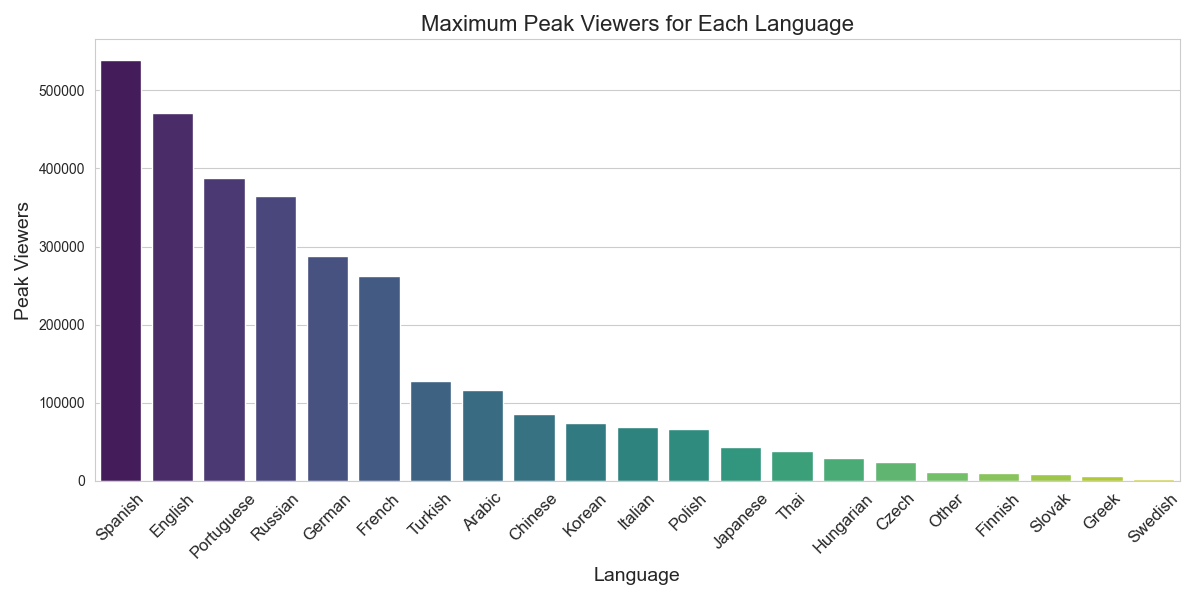 Maximum Peak Viewers for Each Language
Peak Viewers
500000
400000
300000
200000
100000
0
Spanish
English
Portuguese
Russian
German
French
Turkish
Arabic
Chinese
Korean
Italian
Polish
Japanese
Thai
Hungarian
Czech
Other
Finnish
Slovak
Greek
Swedish
Language